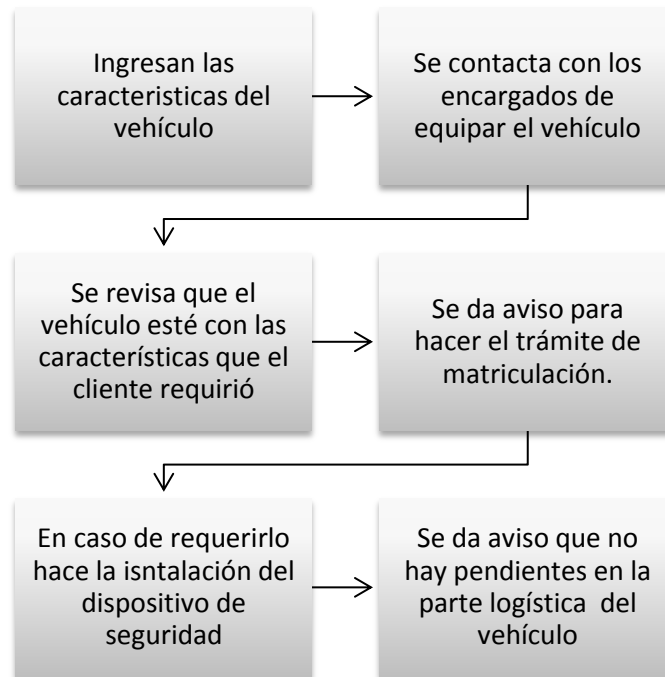 Ingresan las
caracteristicas del
vehículo
Se contacta con los
encargados de
equipar el vehículo
Se revisa que el
vehículo esté con las
características que el
cliente requirió
Se da aviso para
hacer el trámite de
matriculación.
En caso de requerirlo
hace la isntalación del
dispositivo de
seguridad
Se da aviso que no
hay pendientes en la
parte logística del
vehículo